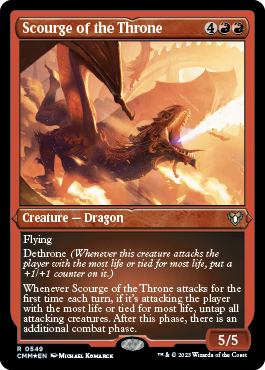 Scourge of the Throne 4
Creature — Dragon
Flying
Dethrone (Whenever this creature attacks the
player with the most life or tied for most life, put a
+1/+1 counter on it.)
Whenever Scourge of the Throne attacks for the
first time each turn, if it's attacking the player
with the most life or tied for most life, untap all
attacking creatures. After this phase, there is an
additional combat phase.
5/5
R 0549
CMM★EN MICHAEL KOMARCK
™ & © 2023 Wizards of the Coast